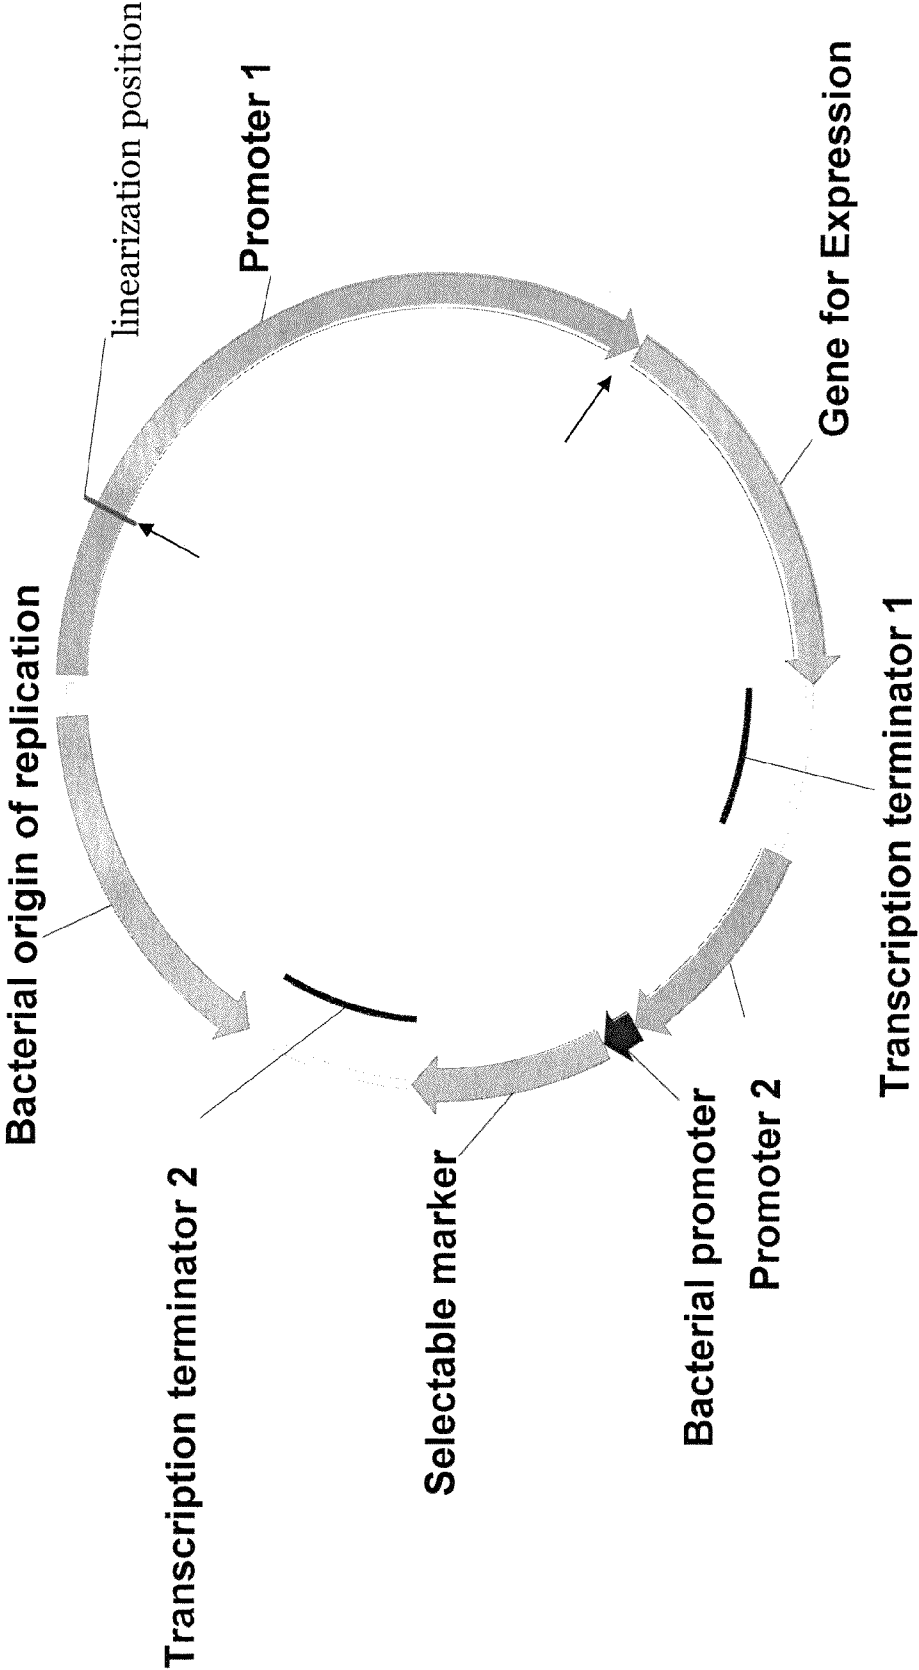 linearization position
Promoter 1
Bacterial origin of replication
Gene for Expression
Transcription terminator 1
Transcription terminator 2
Selectable marker
Bacterial promoter
Promoter 2